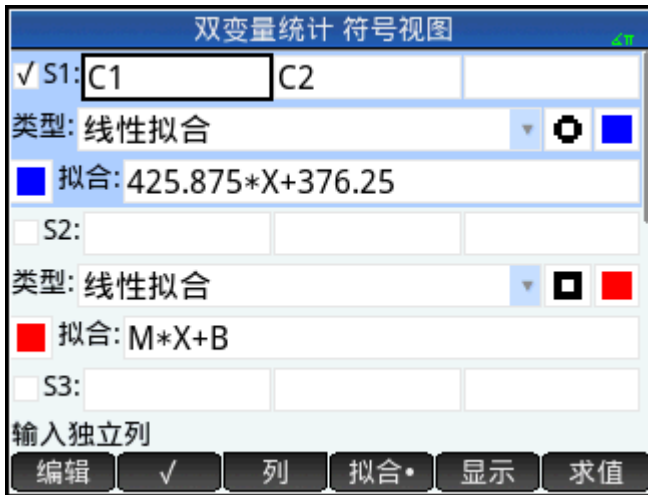 双变量统计 符号视图
∡π
√ S1: C1 C2
类型: 线性拟合
拟合: 425.875*X+376.25
S2:
类型: 线性拟合
拟合: M*X+B
S3:
输入独立列
编辑 √ 列 拟合• 显示 求值